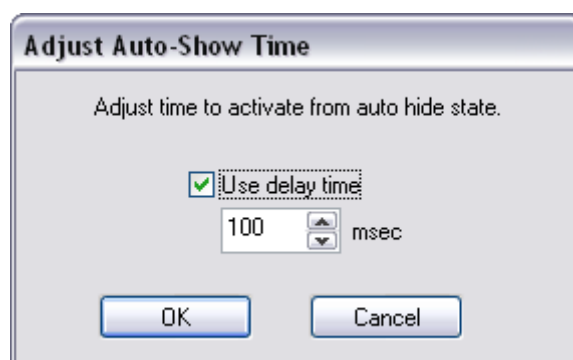 Adjust Auto-Show Time
Adjust time to activate from auto hide state.
Use delay time
100 msec
OK Cancel